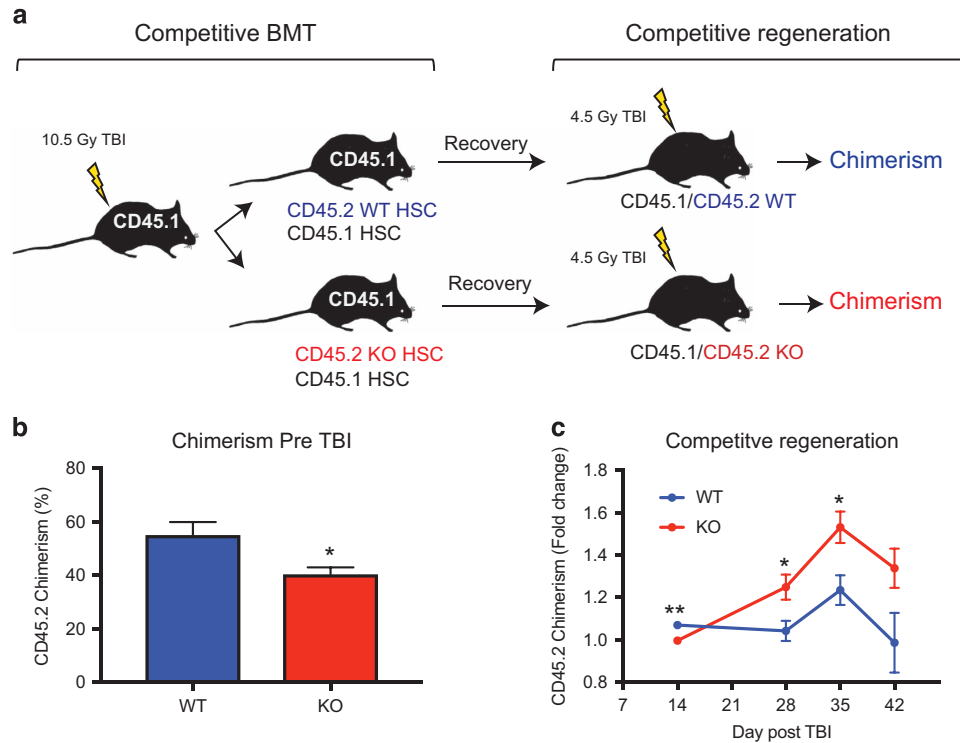 a
Competitive BMT
Competitive regeneration
10.5 Gy TBI
CD45.1
CD45.1
CD45.2 WT HSC
CD45.1 HSC
Recovery
4.5 Gy TBI
CD45.1/CD45.2 WT
Chimerism
CD45.1
CD45.2 KO HSC
CD45.1 HSC
Recovery
4.5 Gy TBI
CD45.1/CD45.2 KO
Chimerism
b
Chimerism Pre TBI
CD45.2 Chimerism (%)
80
60
40
20
0
*
WT
KO
c
Competitve regeneration
CD45.2 Chimerism (Fold change)
1.8
1.6
1.4
1.2
1.0
0.8
WT
KO
**
*
*
7
14
21
28
35
42
Day post TBI